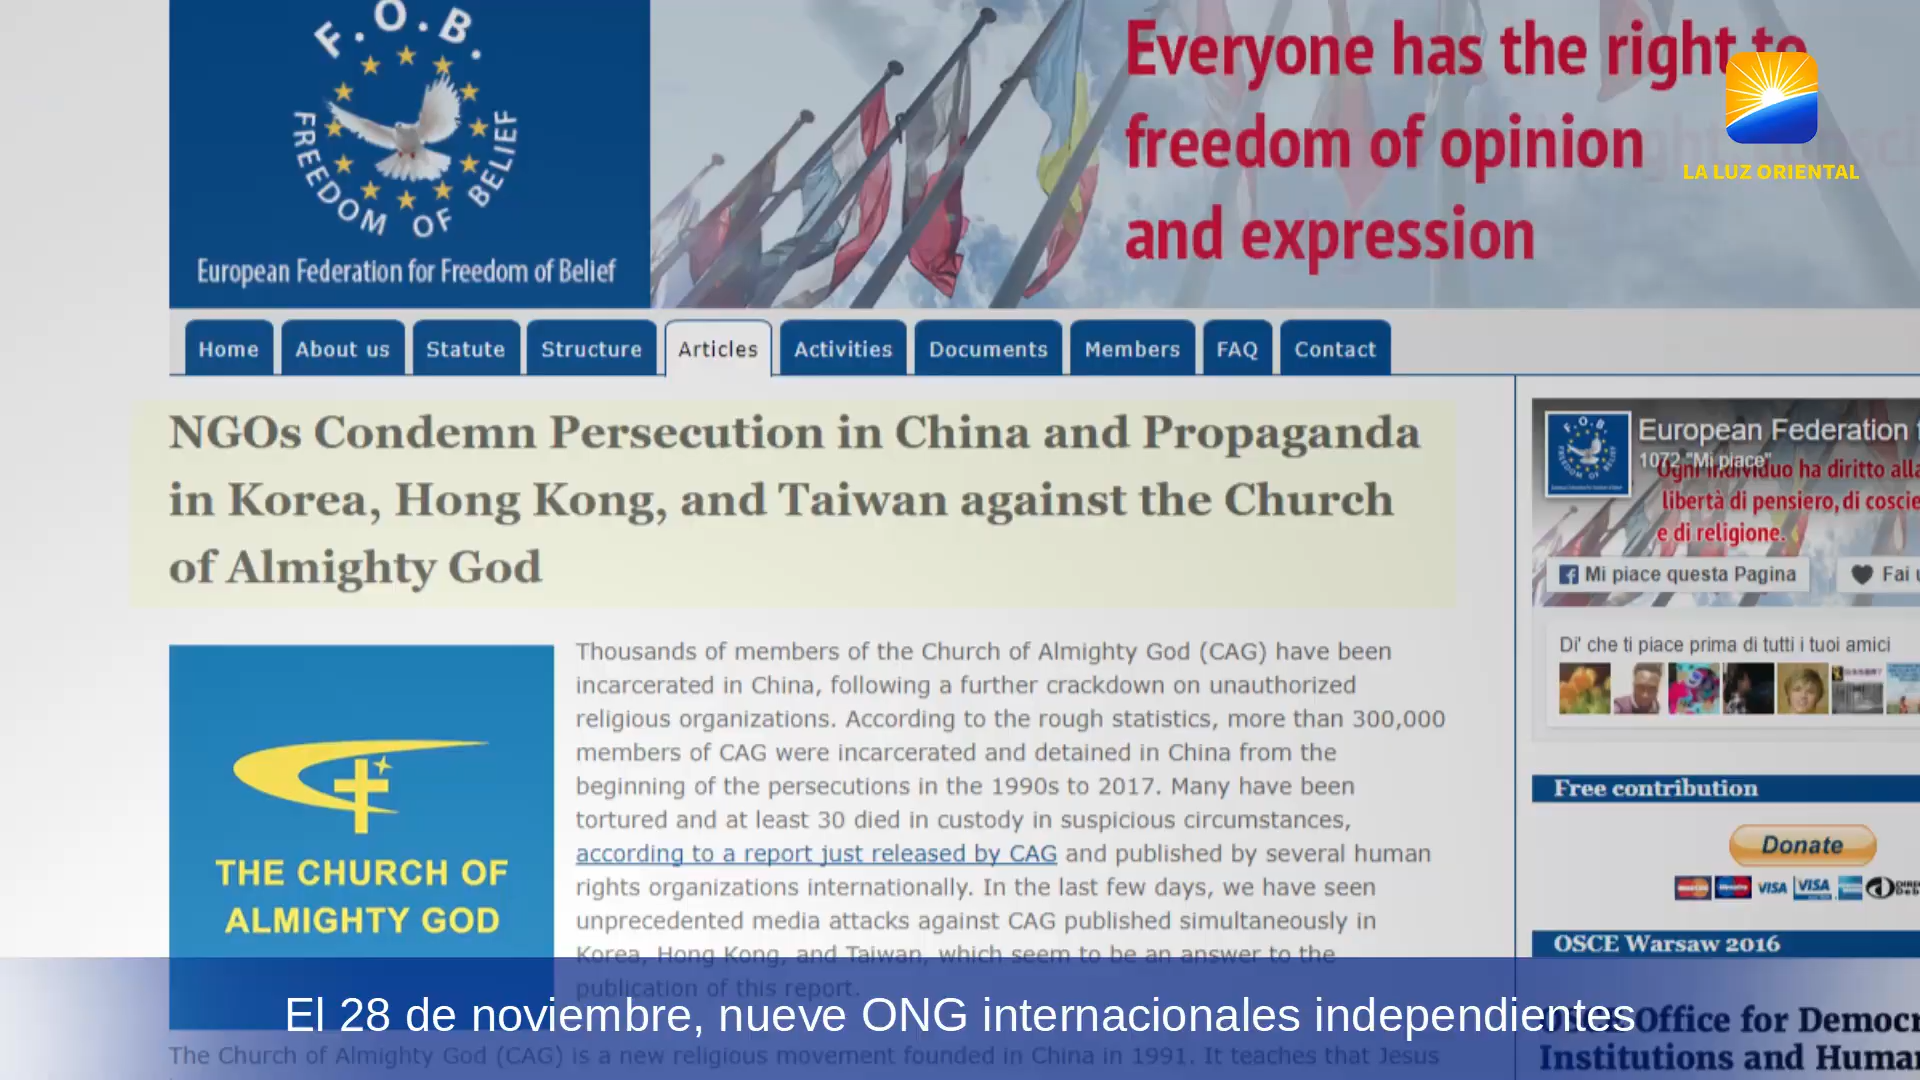 F.O.B.
FREEDOM OF BELIEF
European Federation for Freedom of Belief
Everyone has the right to
freedom of opinion
and expression
LA LUZ ORIENTAL
Home About us Statute Structure Articles Activities Documents Members FAQ Contact
NGOs Condemn Persecution in China and Propaganda
in Korea, Hong Kong, and Taiwan against the Church
of Almighty God
THE CHURCH OF
ALMIGHTY GOD
Thousands of members of the Church of Almighty God (CAG) have been
incarcerated in China, following a further crackdown on unauthorized
religious organizations. According to the rough statistics, more than 300,000
members of CAG were incarcerated and detained in China from the
beginning of the persecutions in the 1990s to 2017. Many have been
tortured and at least 30 died in custody in suspicious circumstances,
according to a report just released by CAG and published by several human
rights organizations internationally. In the last few days, we have seen
unprecedented media attacks against CAG published simultaneously in
Korea, Hong Kong, and Taiwan, which seem to be an answer to the
publication of this report.
The Church of Almighty God (CAG) is a new religious movement founded in China in 1991. It teaches that Jesus
European Federation
1072 "Mi piace"
Ogni individuo ha diritto alla
libertà di pensiero, di coscie
e di religione.
Mi piace questa Pagina
Fai
Di' che ti piace prima di tutti i tuoi amici
Free contribution
Donate
VISA VISA
OSCE Warsaw 2016
OSCE Office for Democr
Institutions and Human
El 28 de noviembre, nueve ONG internacionales independientes